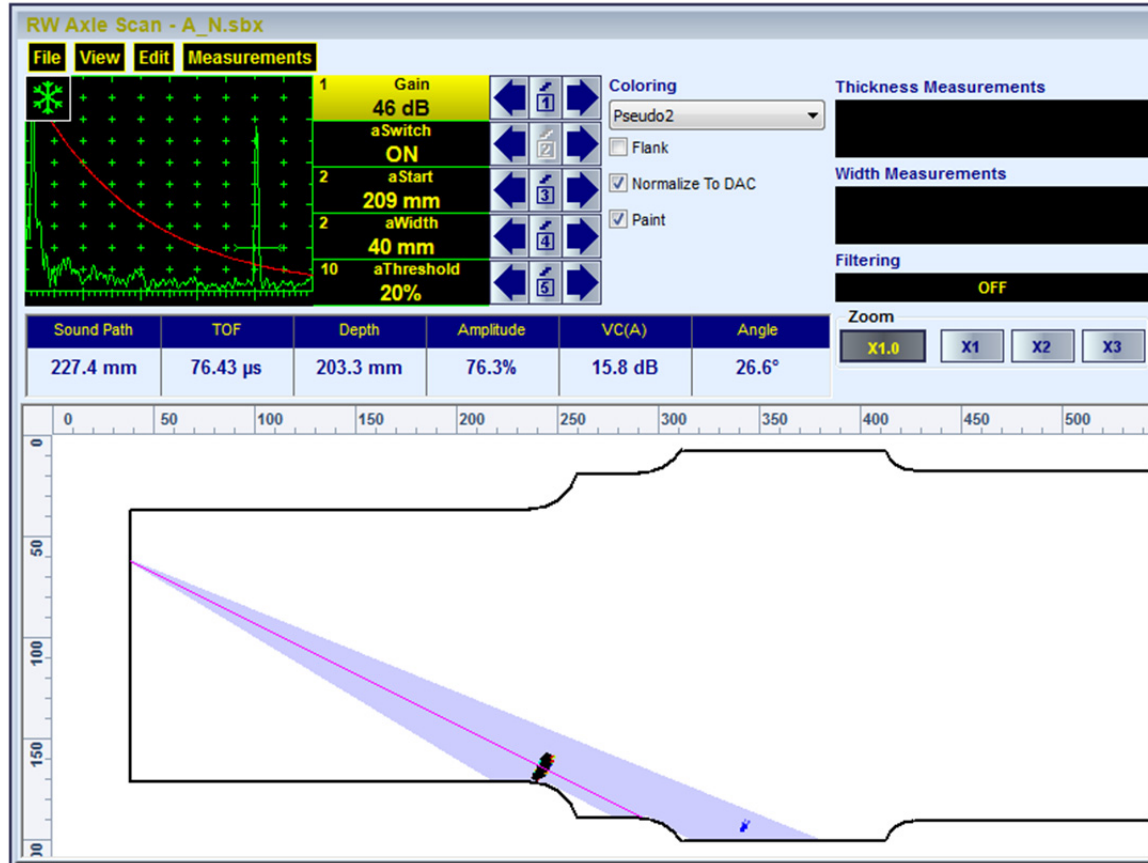 RW Axle Scan - A_N.sbx
File View Edit Measurements
1 Gain
46 dB
aSwitch
ON
2 aStart
209 mm
2 aWidth
40 mm
10 aThreshold
20%
1
2
3
4
5
Coloring
Pseudo2
Flank
Normalize To DAC
Paint
Thickness Measurements
Width Measurements
Filtering
OFF
Zoom
X1.0 X1 X2 X3
Sound Path TOF Depth Amplitude VC(A) Angle
227.4 mm 76.43 µs 203.3 mm 76.3% 15.8 dB 26.6°
0 50 100 150 200 250 300 350 400 450 500
0
50
100
150